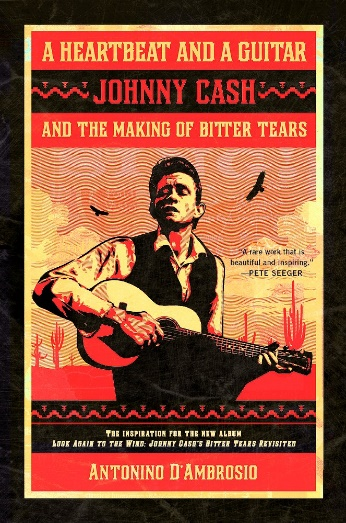 A HEARTBEAT AND A GUITAR
JOHNNY CASH
AND THE MAKING OF BITTER TEARS
"A rare work that is
beautiful and inspiring."
—PETE SEEGER
THE INSPIRATION FOR THE NEW ALBUM
LOOK AGAIN TO THE WIND: JOHNNY CASH'S BITTER TEARS REVISITED
ANTONINO D'AMBROSIO